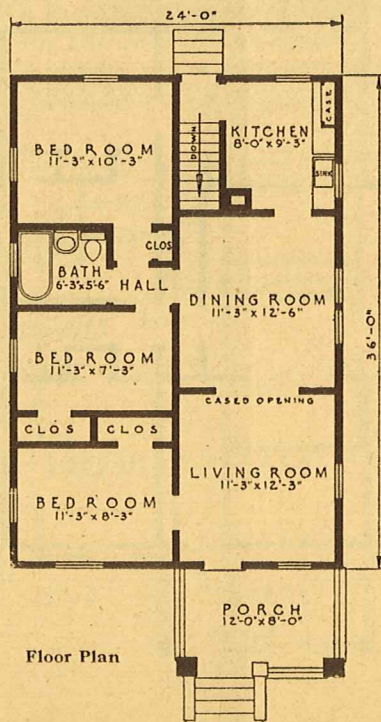 24'-0"
KITCHEN
8'-0" x 9'-3"
CASE
SINK
DOWN
BED ROOM
11'-3" x 10'-3"
CLOS
BATH
6'-3" x 5'-6"
HALL
DINING ROOM
11'-3" x 12'-6"
36'-0"
BED ROOM
11'-3" x 7'-3"
CASED OPENING
CLOS
CLOS
LIVING ROOM
11'-3" x 12'-3"
BED ROOM
11'-3" x 8'-3"
PORCH
12'-0" x 8'-0"
Floor Plan